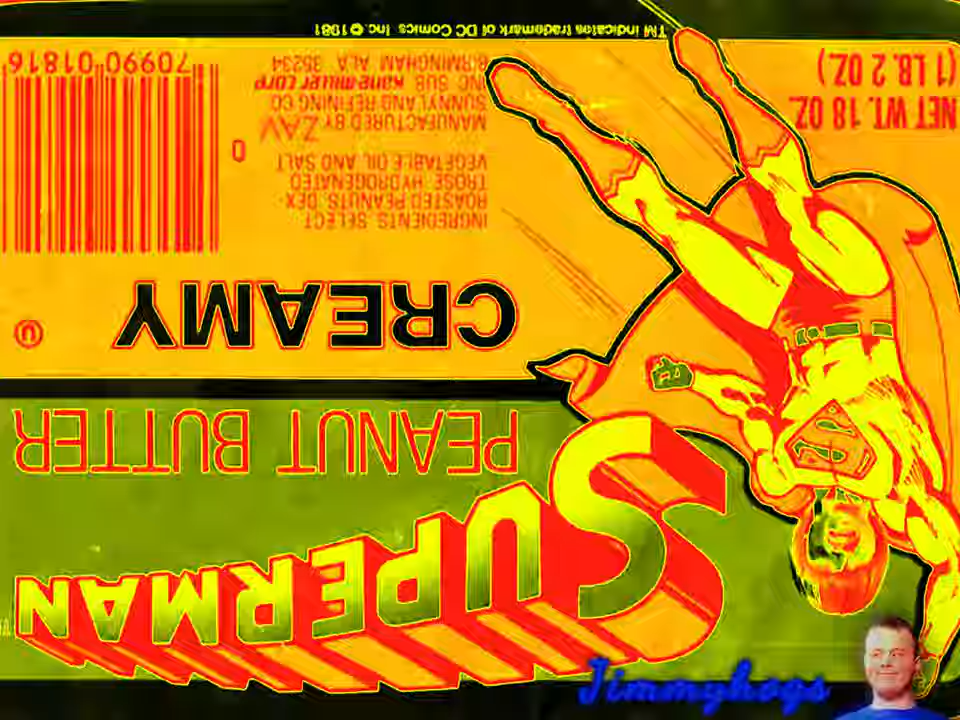 SUPERMAN
PEANUT BUTTER
CREAMY
U
INGREDIENTS: SELECT
ROASTED PEANUTS, DEX-
TROSE, HYDROGENATED
VEGETABLE OIL AND SALT
MANUFACTURED BY
SUNNYLAND REFINING CO
INC SUB Kane-miller corp
BIRMINGHAM ALA 35234
0
70990-01816
NET WT. 18 OZ
(1 LB. 2 OZ)
TM indicates trademark of DC Comics Inc. © 1981
S
Jimmyhogs